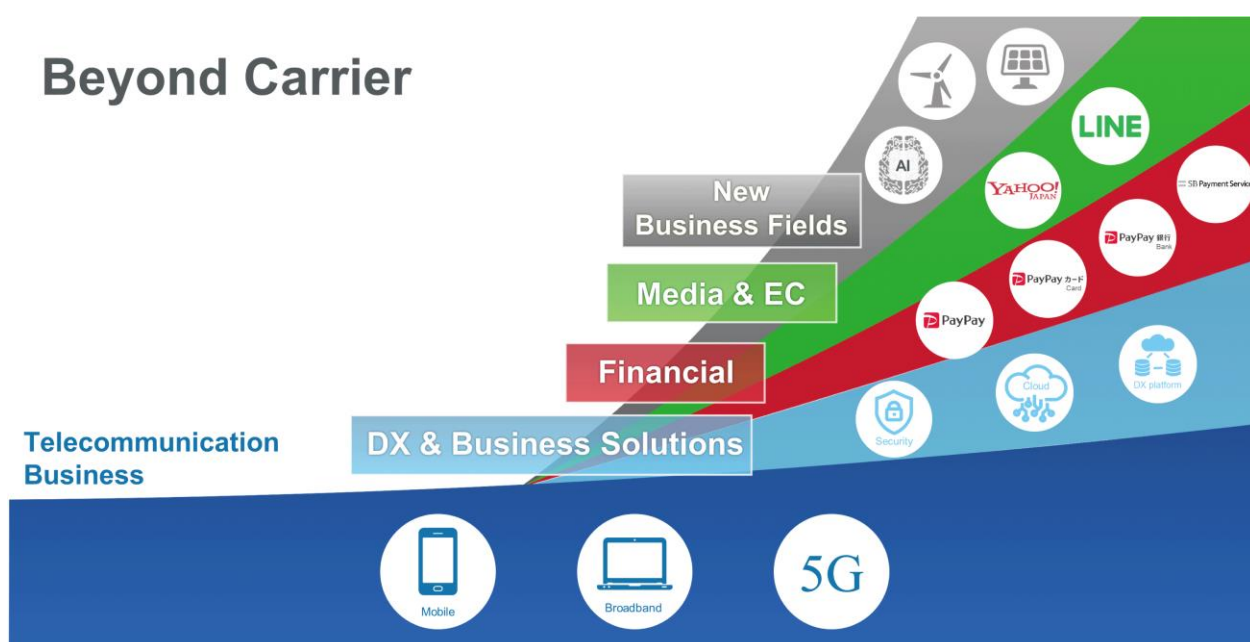 Beyond Carrier
AI
LINE
YAHOO!
JAPAN
SB Payment Service
New
Business Fields
PayPay 銀行
Bank
PayPay カード
Card
Media & EC
PayPay
Financial
Cloud
DX platform
Telecommunication
Business
DX & Business Solutions
Security
5G
Mobile
Broadband